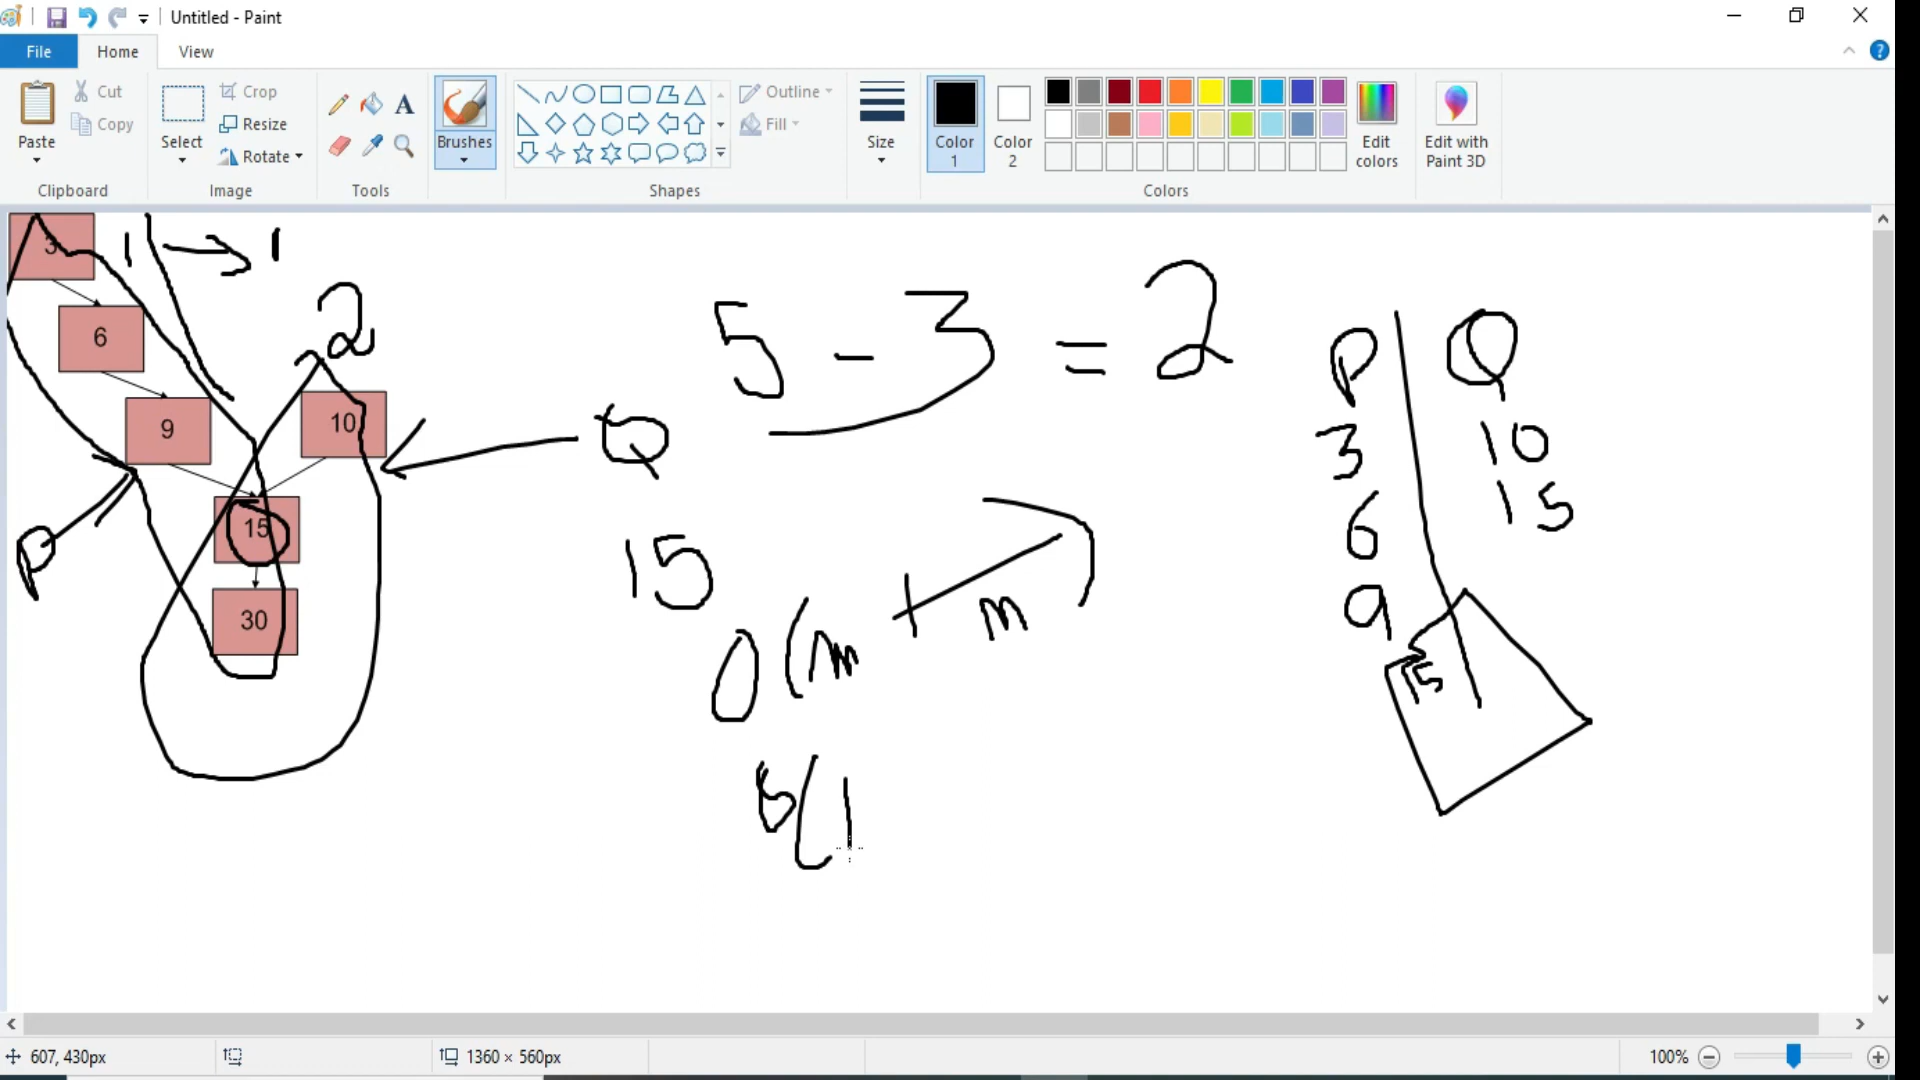 Untitled - Paint
File
Home
View
Paste
Cut
Copy
Clipboard
Select
Crop
Resize
Rotate
Image
A
Tools
Brushes
Shapes
Outline
Fill
Size
Color 1
Color 2
Edit colors
Edit with Paint 3D
Colors
3
1 → 1
6
2
9
10
15
30
P
Q
5 - 3 = 2
15
O(m + m)
(1
P Q
3 10
6 15
9
15
607, 430px
1360 × 560px
100%